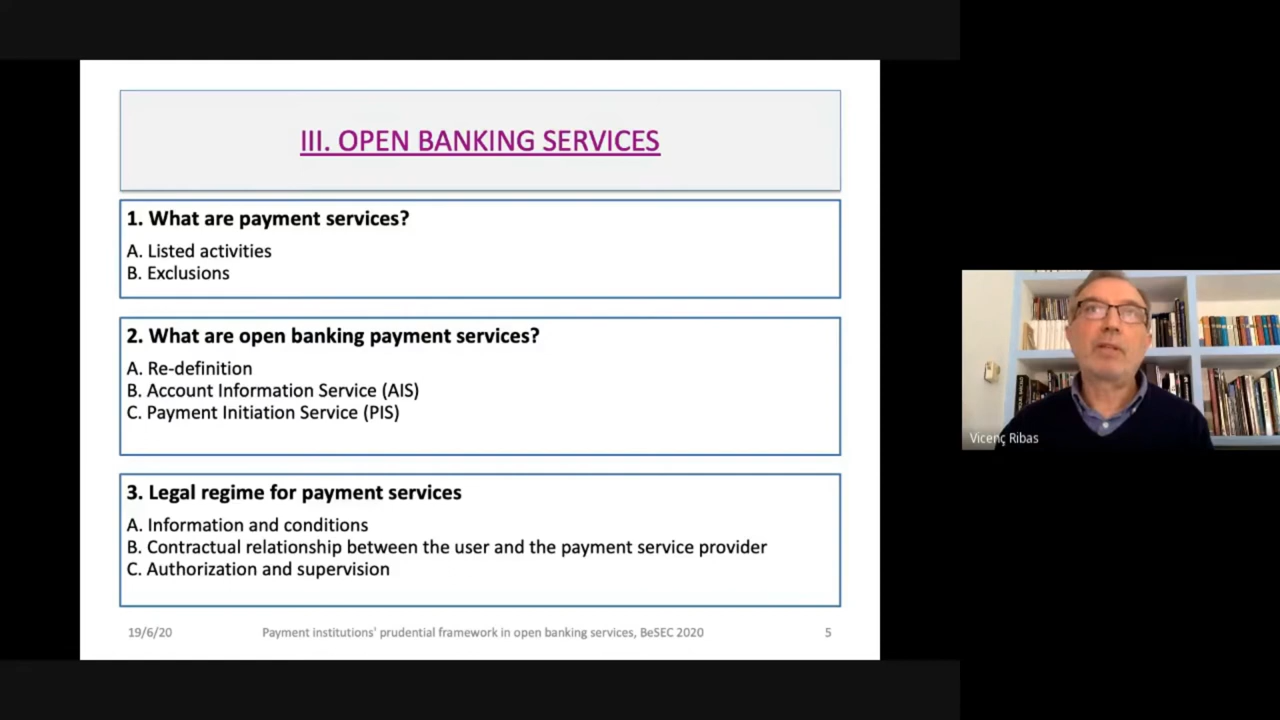 III. OPEN BANKING SERVICES
1. What are payment services?
A. Listed activities
B. Exclusions
2. What are open banking payment services?
A. Re-definition
B. Account Information Service (AIS)
C. Payment Initiation Service (PIS)
3. Legal regime for payment services
A. Information and conditions
B. Contractual relationship between the user and the payment service provider
C. Authorization and supervision
19/6/20 Payment institutions' prudential framework in open banking services, BeSEC 2020 5
Vicenç Ribas